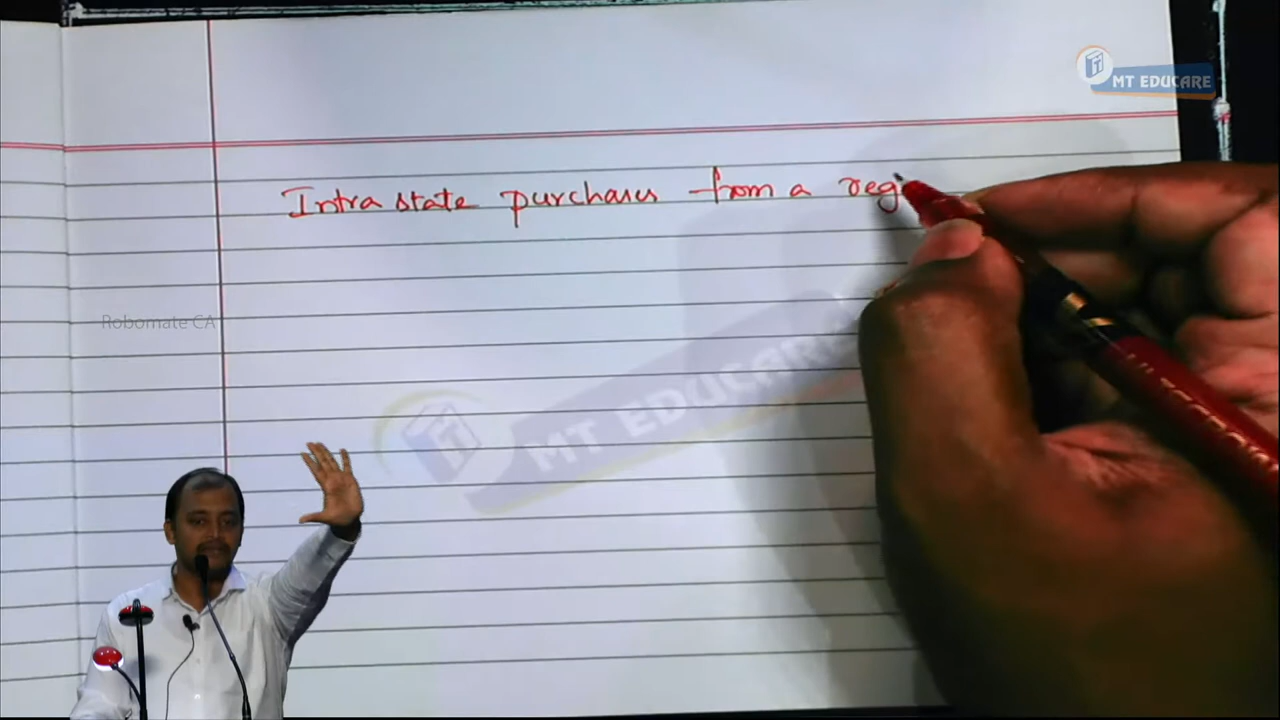 MT EDUCARE
Intra state purchases from a reg
Robomate CA
MT EDUCARE